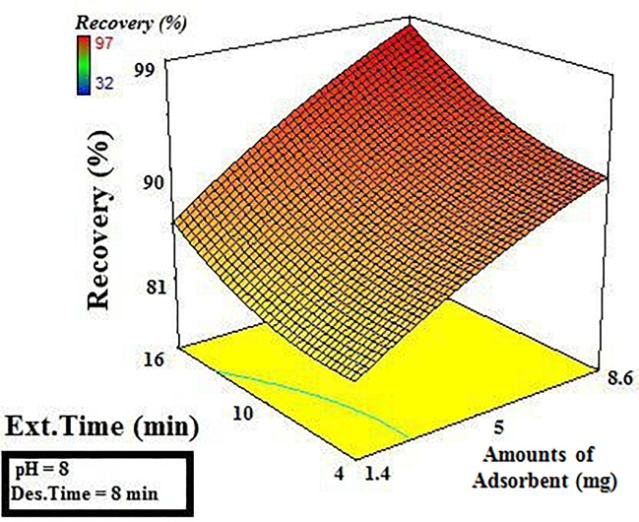 Recovery (%)
97
32
99
90
81
Recovery (%)
16
10
4
Ext.Time (min)
1.4
5
8.6
Amounts of
Adsorbent (mg)
pH = 8
Des.Time = 8 min